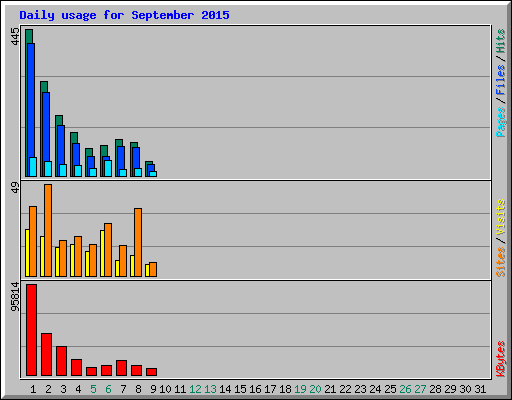 Daily usage for September 2015
445
Pages / Files / Hits
49
Sites / Visits
95814
KBytes
1 2 3 4 5 6 7 8 9 10 11 12 13 14 15 16 17 18 19 20 21 22 23 24 25 26 27 28 29 30 31